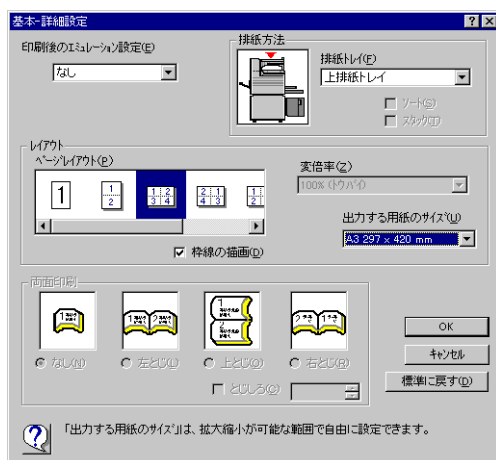 基本-詳細設定
印刷後のエミュレーション設定(E)
なし
排紙方法
排紙トレイ(F)
上排紙トレイ
ソート(S)
スタック(T)
レイアウト
ページレイアウト(P)
1
1 2
1 2 3 4
2 1 4 3
変倍率(Z)
100% (トウバイ)
出力する用紙のサイズ(U)
A3 297 × 420 mm
枠線の描画(D)
両面印刷
なし(N)
左とじ(L)
上とじ(O)
右とじ(R)
とじしろ(G)
OK
キャンセル
標準に戻す(D)
「出力する用紙のサイズ」は、拡大縮小が可能な範囲で自由に設定できます。